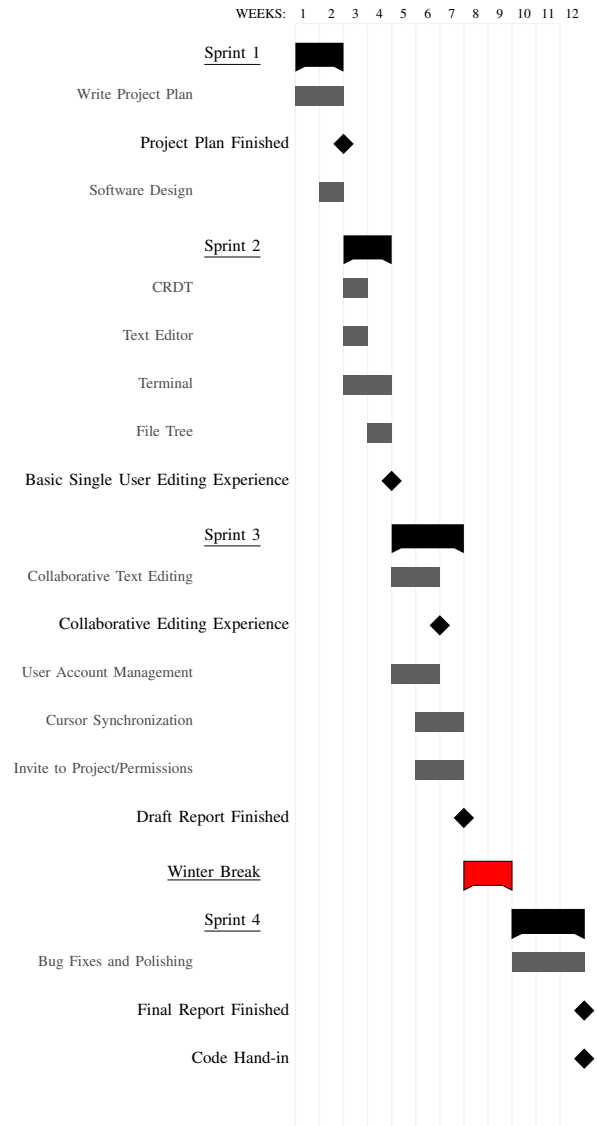 WEEKS: 1 2 3 4 5 6 7 8 9 10 11 12
Sprint 1
Write Project Plan
Project Plan Finished
Software Design
Sprint 2
CRDT
Text Editor
Terminal
File Tree
Basic Single User Editing Experience
Sprint 3
Collaborative Text Editing
Collaborative Editing Experience
User Account Management
Cursor Synchronization
Invite to Project/Permissions
Draft Report Finished
Winter Break
Sprint 4
Bug Fixes and Polishing
Final Report Finished
Code Hand-in